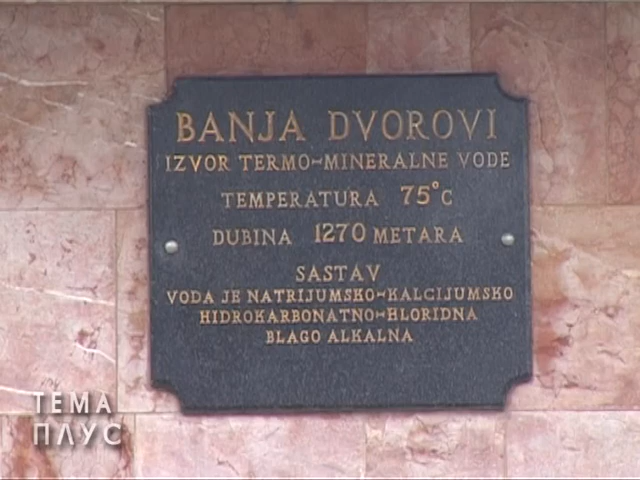 BANJA DVOROVI
IZVOR TERMO-MINERALNE VODE
TEMPERATURA 75°C
DUBINA 1270 METARA
SASTAV
VODA JE NATRIJUMSKO-KALCIJUMSKO
HIDROKARBONATNO-HLORIDNA
BLAGO ALKALNA
ТЕМА
ПЛУС